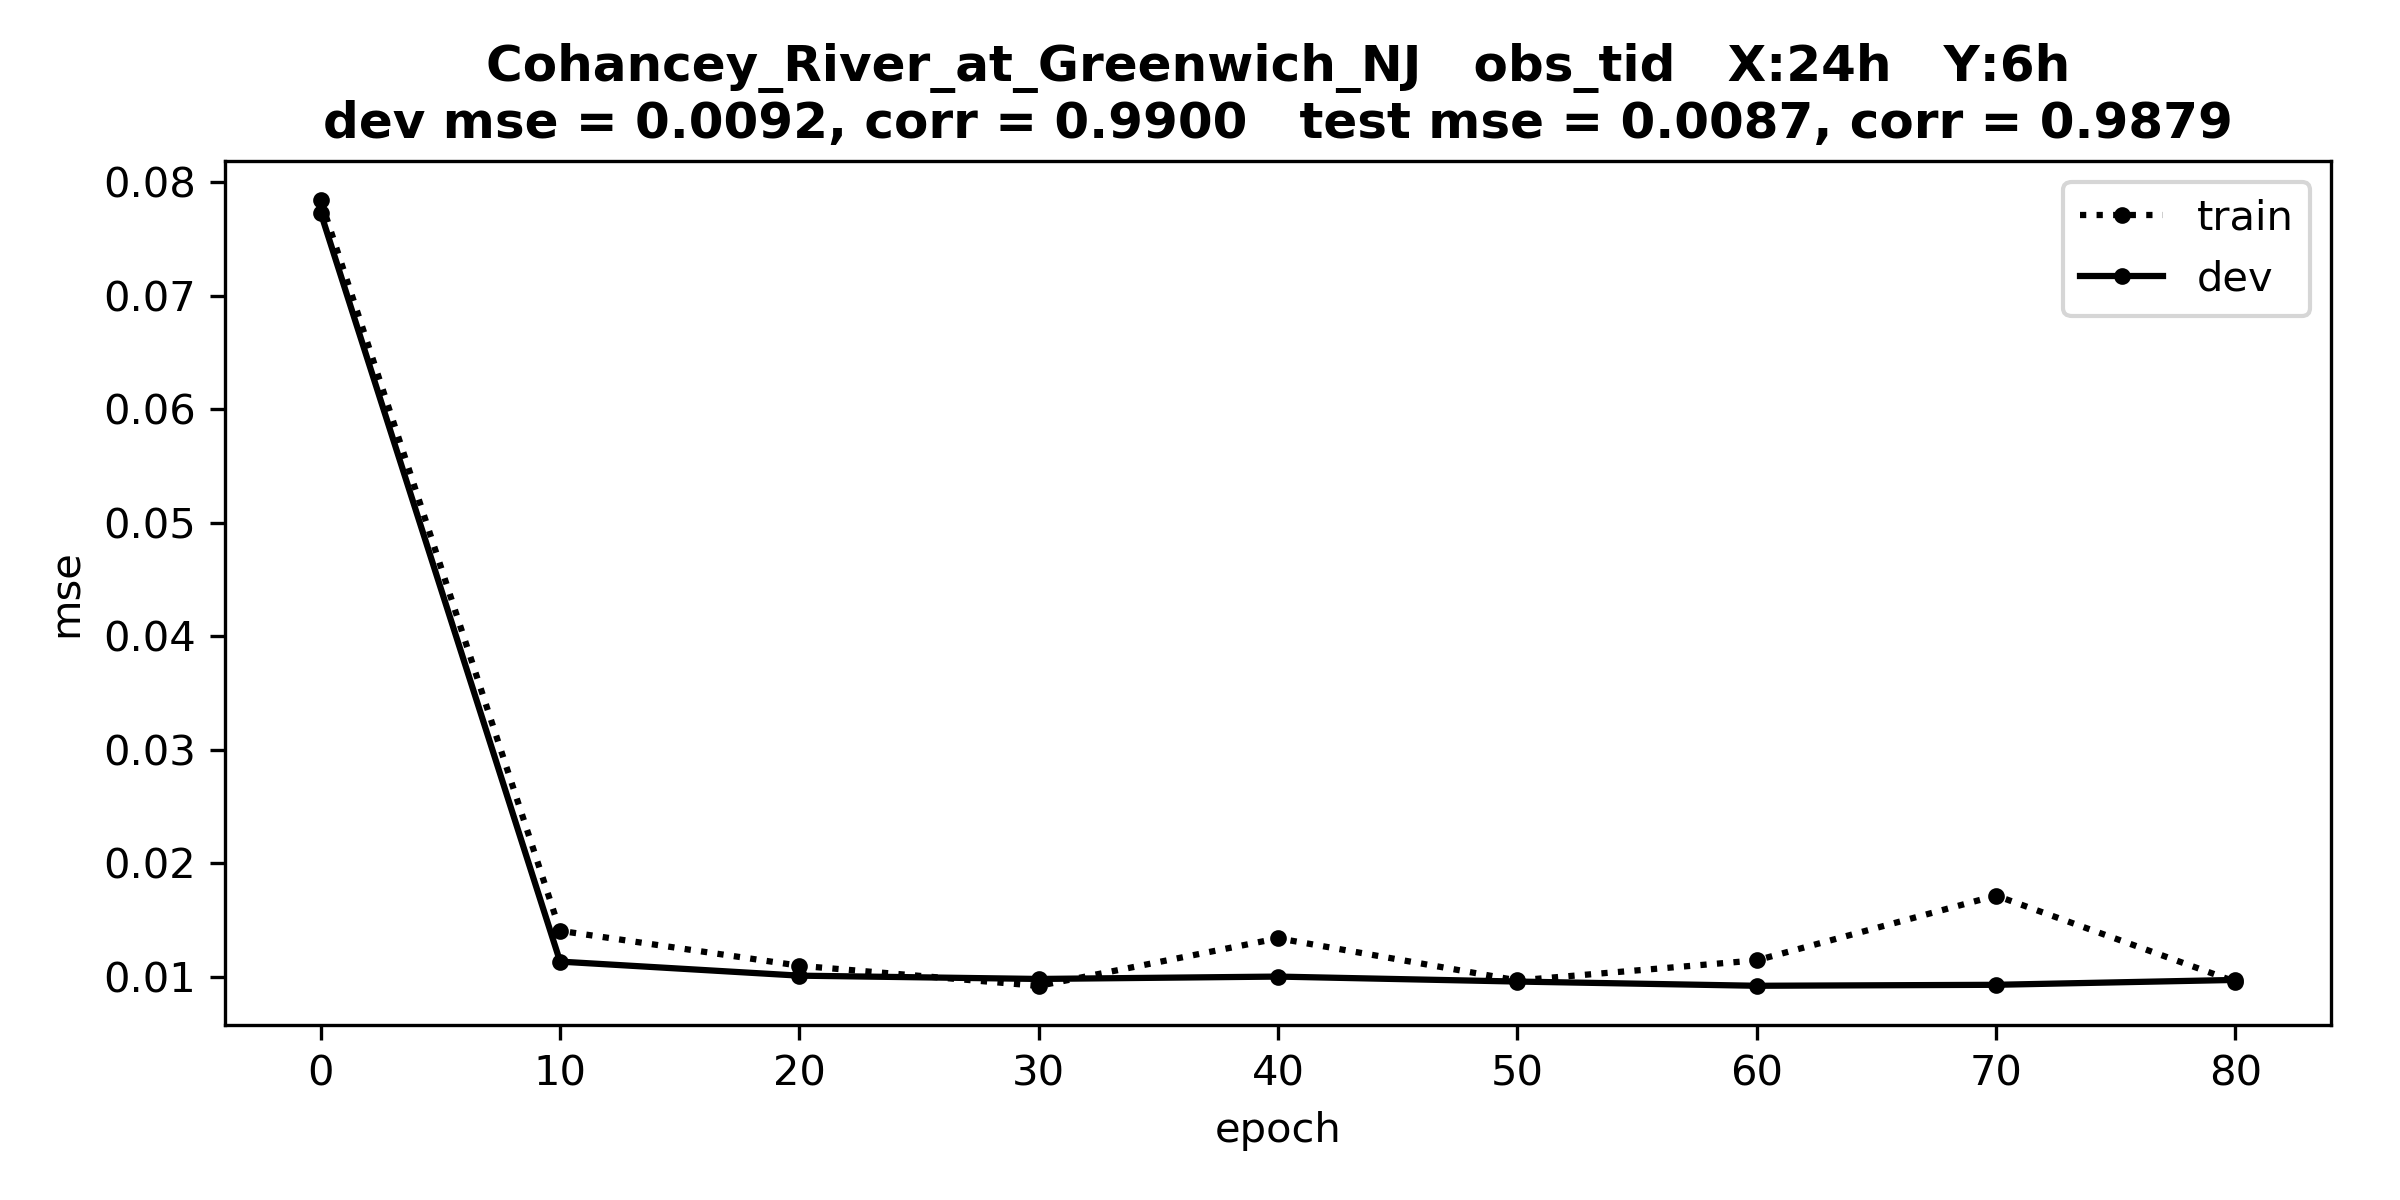 Cohancey_River_at_Greenwich_NJ   obs_tid   X:24h   Y:6h
dev mse = 0.0092, corr = 0.9900   test mse = 0.0087, corr = 0.9879
0.08
0.07
0.06
0.05
0.04
0.03
0.02
0.01
mse
train
dev
0 10 20 30 40 50 60 70 80
epoch